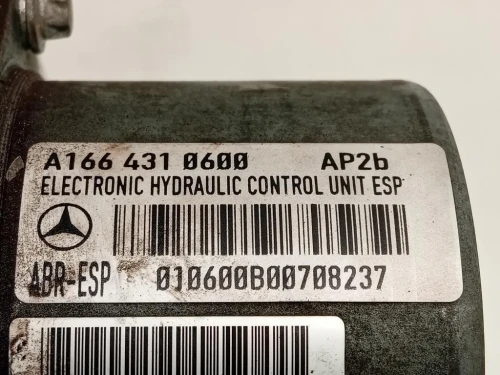 A166 431 0600 AP2b
ELECTRONIC HYDRAULIC CONTROL UNIT ESP
ABR-ESP 010600B00708237